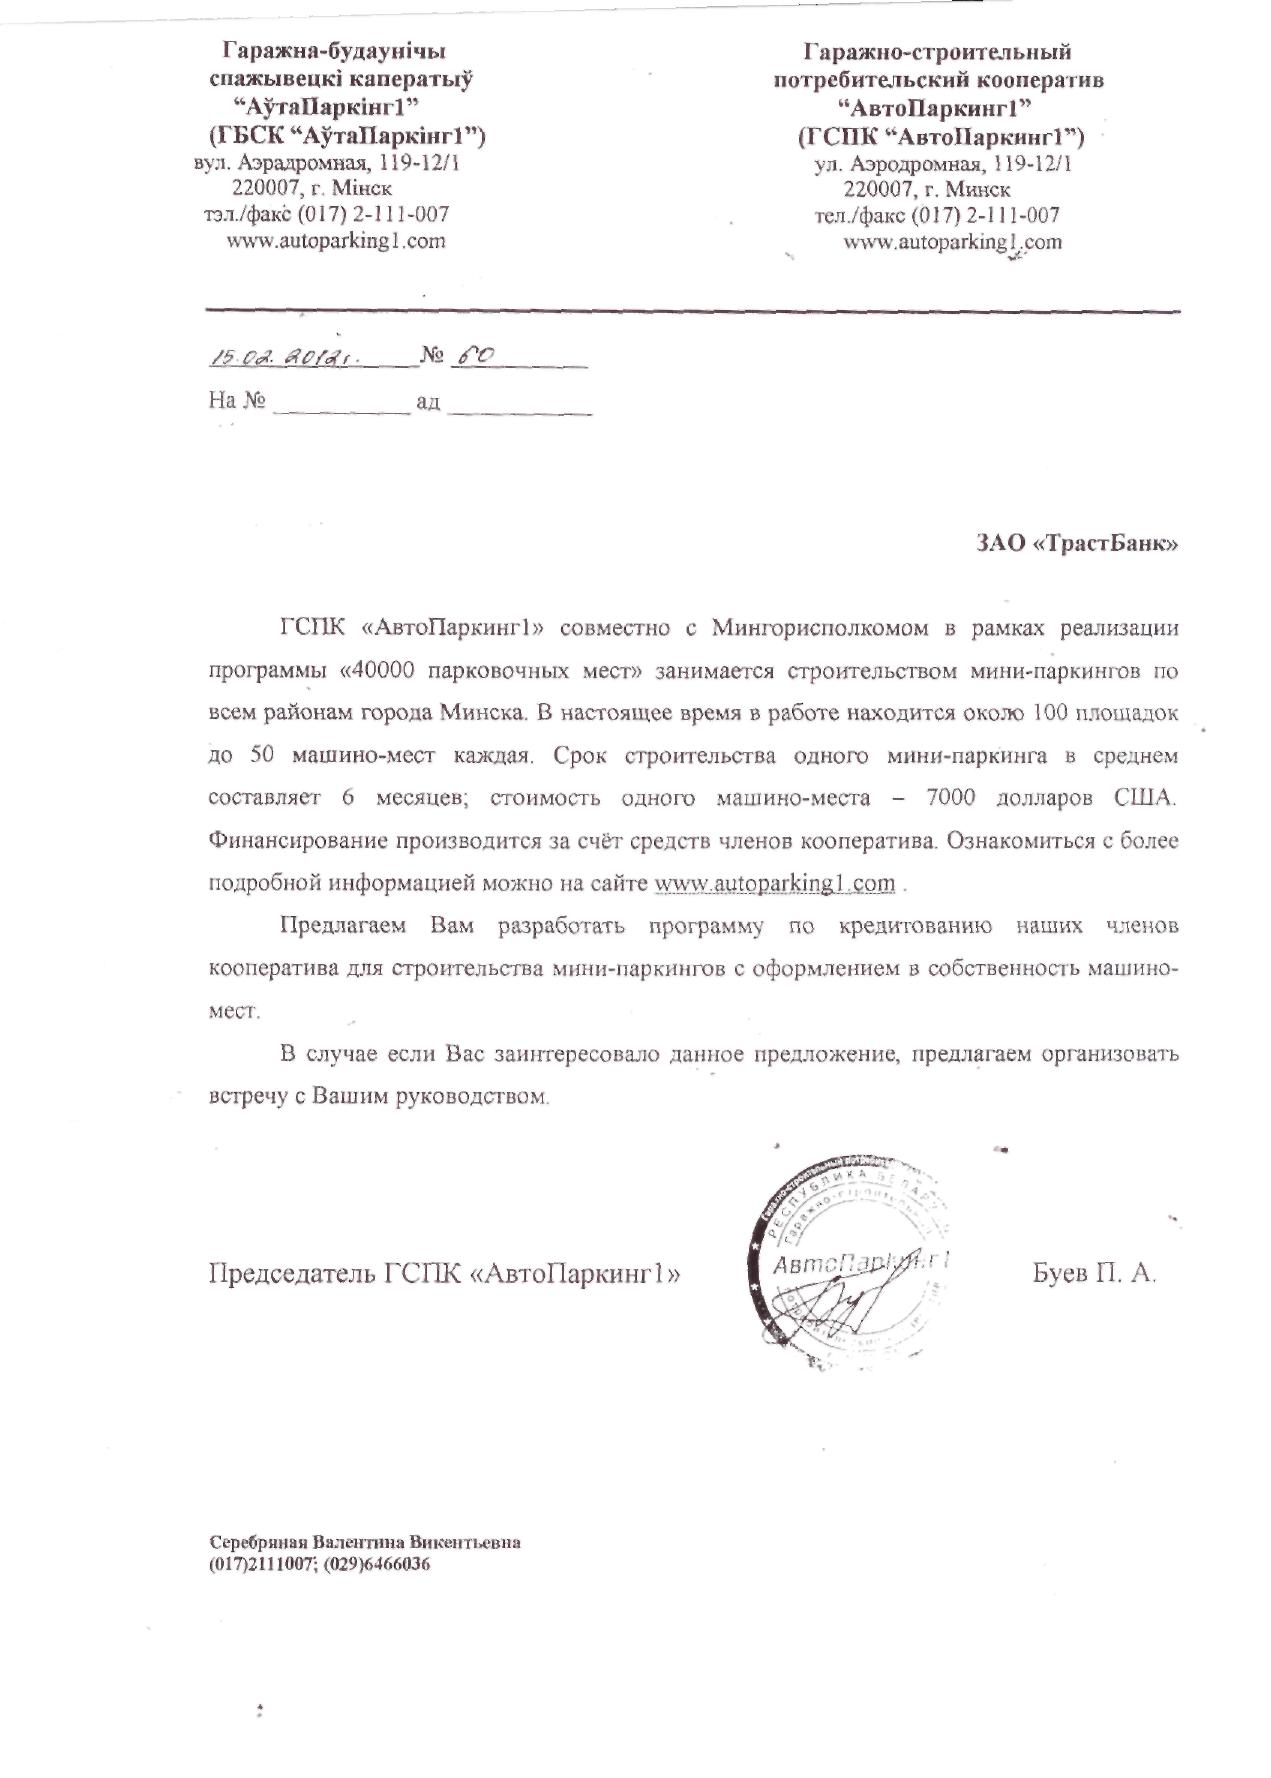 Гаражна-будаунічы
спажывецкі каператыў
“АўтаПаркінг1”
(ГБСК “АўтаПаркінг1”)
вул. Аэрадромная, 119-12/1
220007, г. Мінск
тэл./факс (017) 2-111-007
www.autoparking1.com
Гаражно-строительный
потребительский кооператив
“АвтоПаркинг1”
(ГСПК “АвтоПаркинг1”)
ул. Аэродромная, 119-12/1
220007, г. Минск
тел./факс (017) 2-111-007
www.autoparking1.com
15.02.2012г. № 60
На № ____________ ад ____________
ЗАО «ТрастБанк»
ГСПК «АвтоПаркинг1» совместно с Мингорисполкомом в рамках реализации
программы «40000 парковочных мест» занимается строительством мини-паркингов по
всем районам города Минска. В настоящее время в работе находится около 100 площадок
до 50 машино-мест каждая. Срок строительства одного мини-паркинга в среднем
составляет 6 месяцев; стоимость одного машино-места – 7000 долларов США.
Финансирование производится за счёт средств членов кооператива. Ознакомиться с более
подробной информацией можно на сайте www.autoparking1.com .
Предлагаем Вам разработать программу по кредитованию наших членов
кооператива для строительства мини-паркингов с оформлением в собственность машино-
мест.
В случае если Вас заинтересовало данное предложение, предлагаем организовать
встречу с Вашим руководством.
РЕСПУБЛИКА БЕЛАРУ
Гаражно-строительный
АвтоПаркинг1
Председатель ГСПК «АвтоПаркинг1»
Буев П. А.
Серебряная Валентина Викентьевна
(017)2111007; (029)6466036